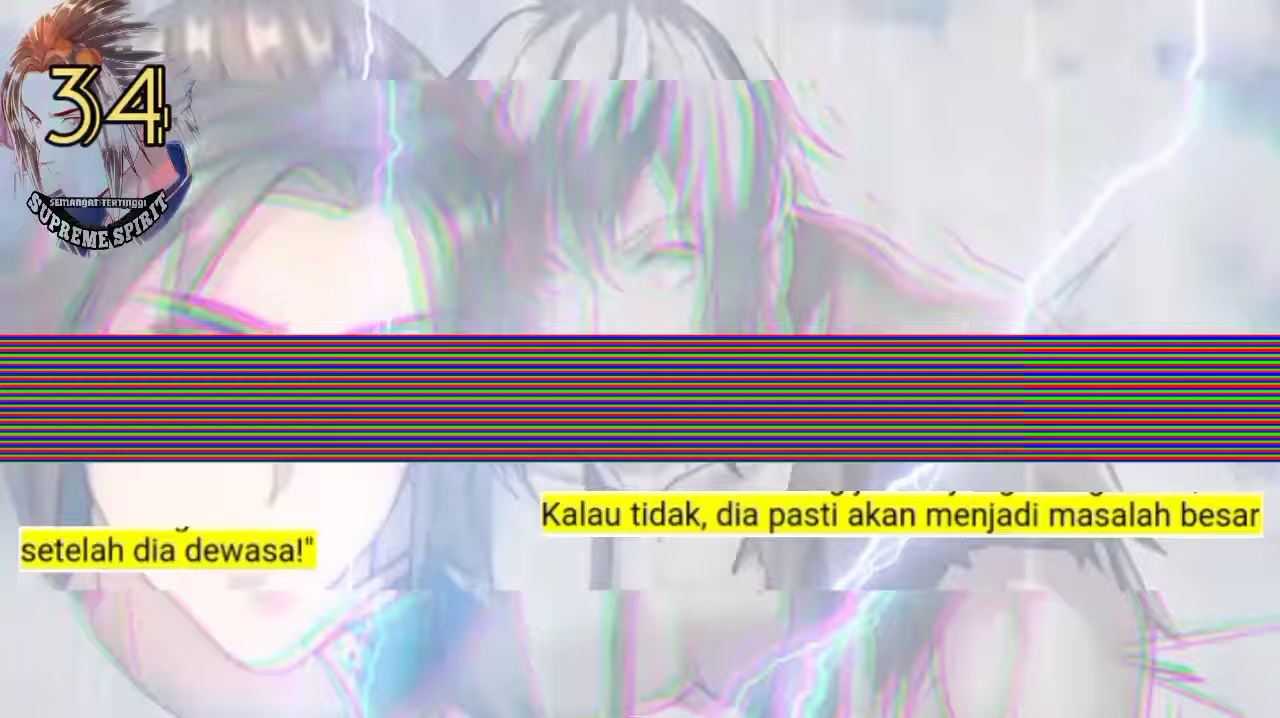 34
SEMANGAT TERTINGGI
SUPREME SPIRIT
Kalau tidak, dia pasti akan menjadi masalah besar
setelah dia dewasa!"